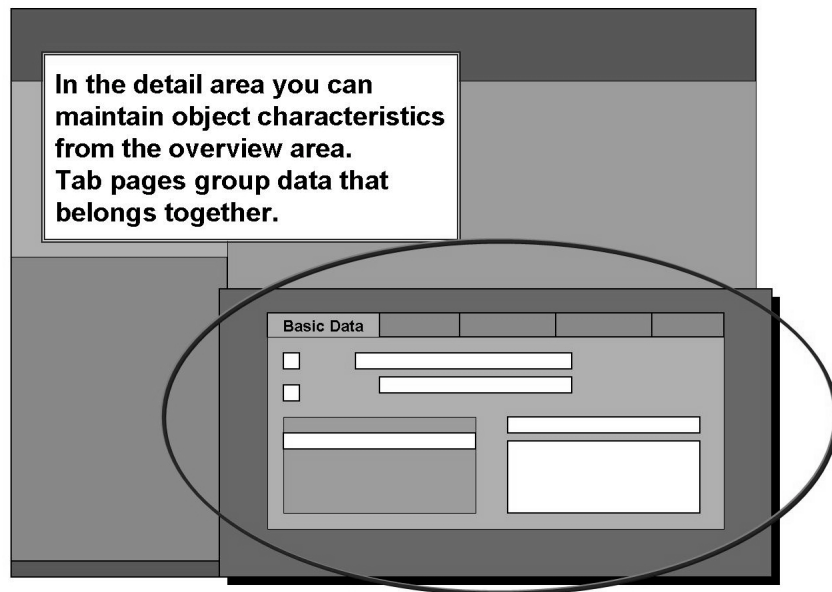 In the detail area you can
maintain object characteristics
from the overview area.
Tab pages group data that
belongs together.
Basic Data